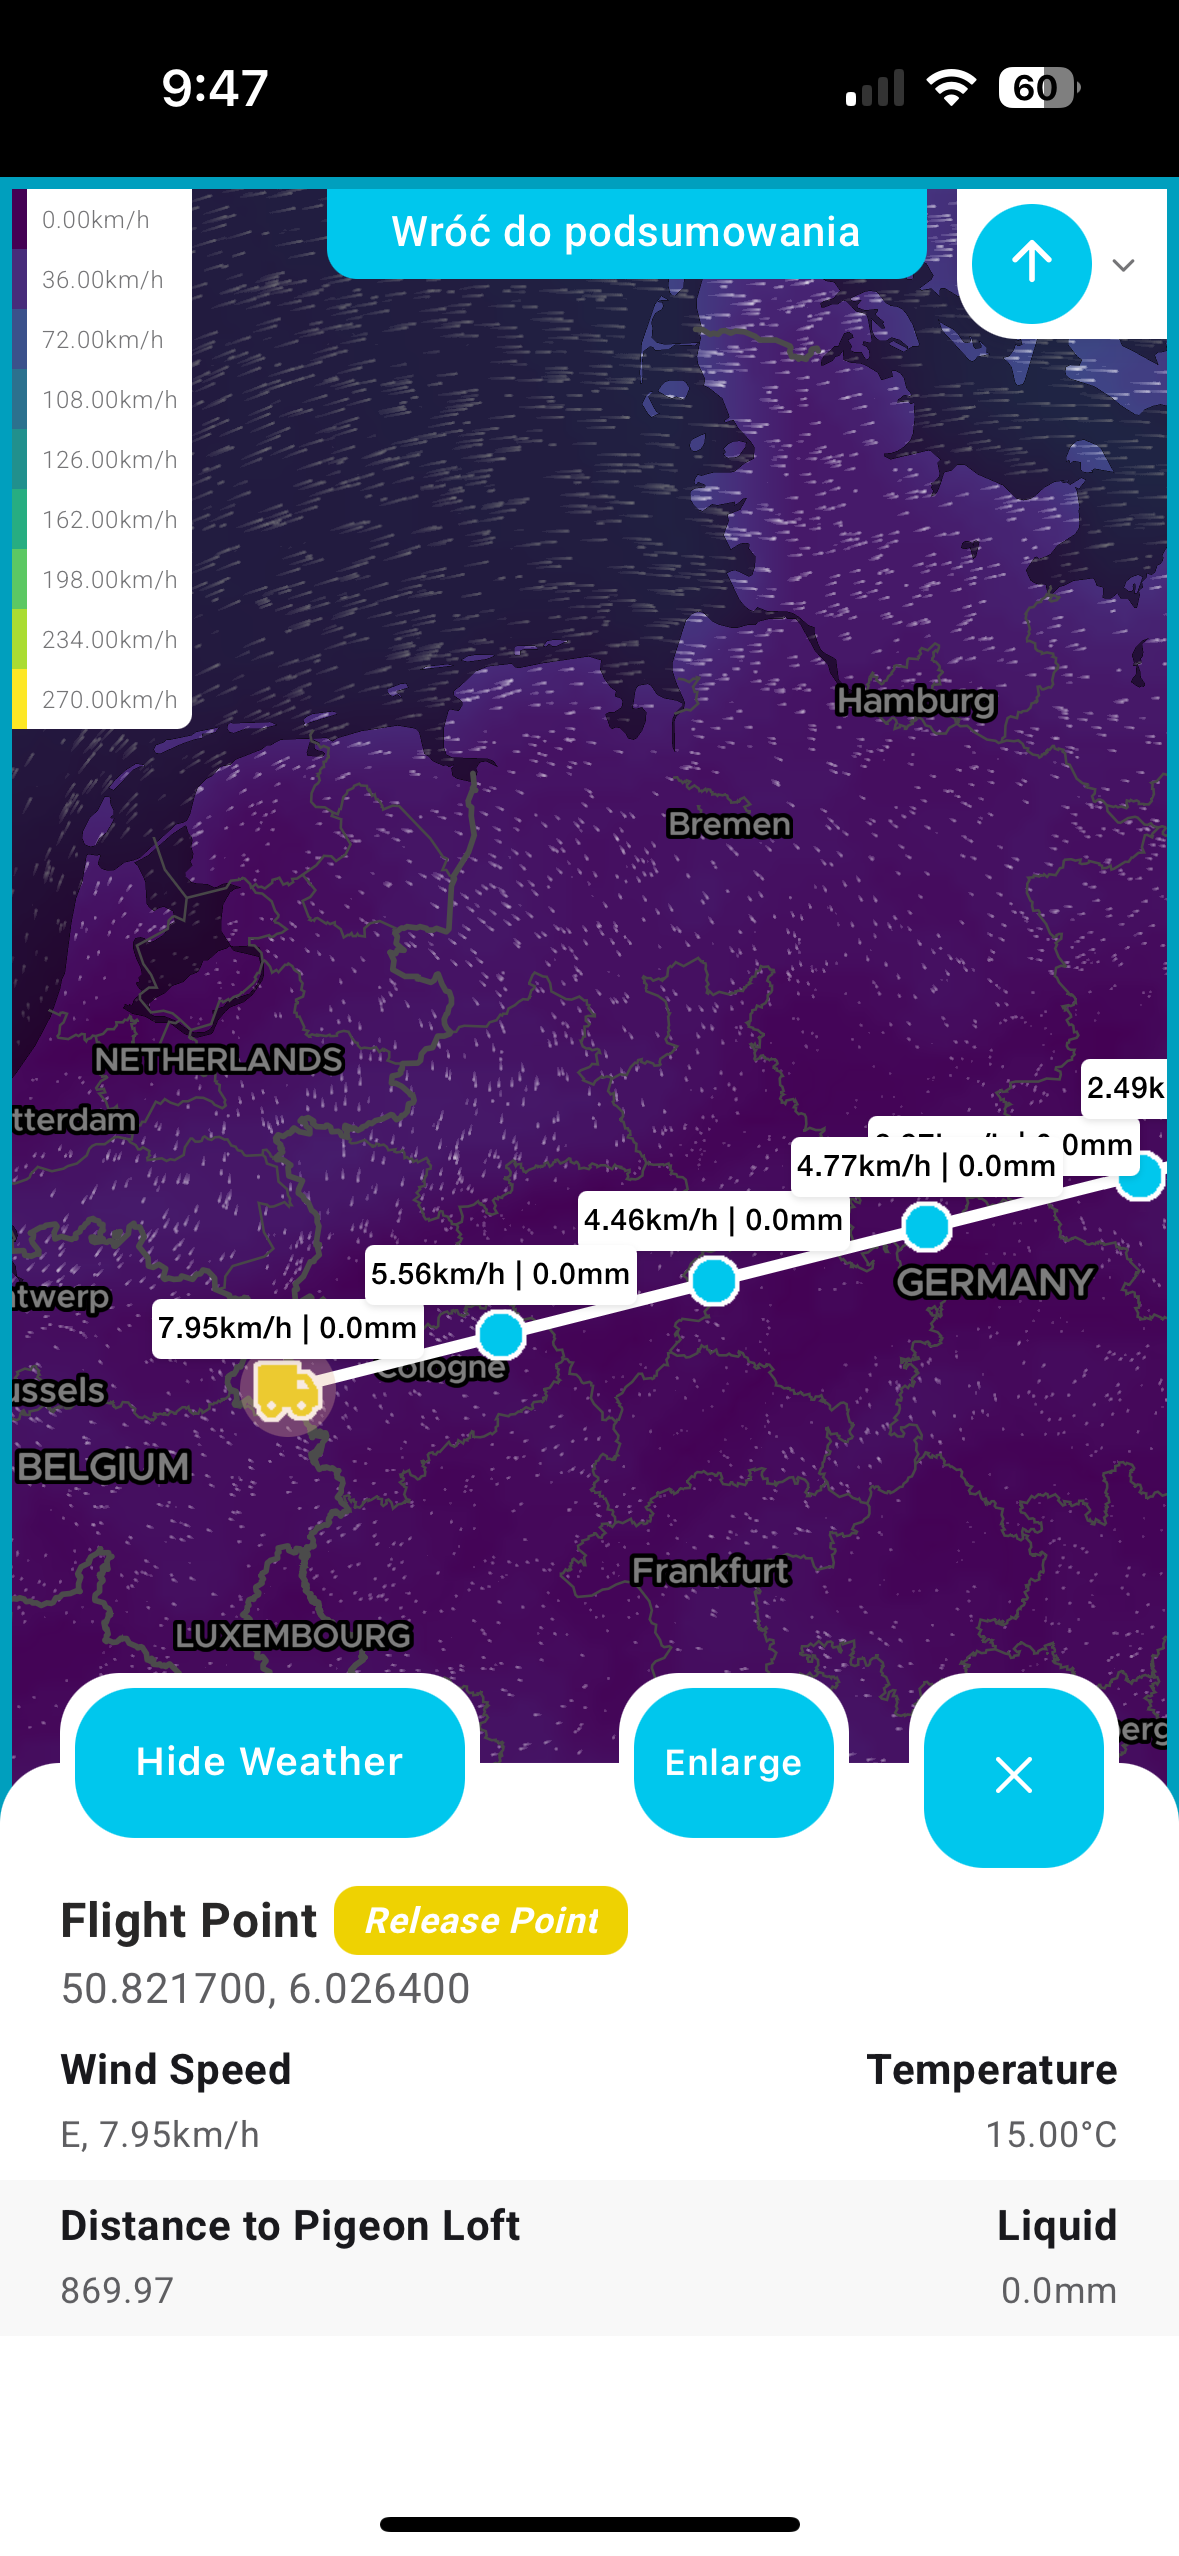 9:47
60
0.00km/h
36.00km/h
72.00km/h
108.00km/h
126.00km/h
162.00km/h
198.00km/h
234.00km/h
270.00km/h
Wróć do podsumowania
Hamburg
Bremen
NETHERLANDS
tterdam
2.49k
0mm
4.77km/h | 0.0mm
4.46km/h | 0.0mm
GERMANY
5.56km/h | 0.0mm
twerp
7.95km/h | 0.0mm
Cologne
ussels
BELGIUM
Frankfurt
LUXEMBOURG
erg
Hide Weather
Enlarge
Flight Point
Release Point
50.821700, 6.026400
Wind Speed
Temperature
E, 7.95km/h
15.00°C
Distance to Pigeon Loft
Liquid
869.97
0.0mm